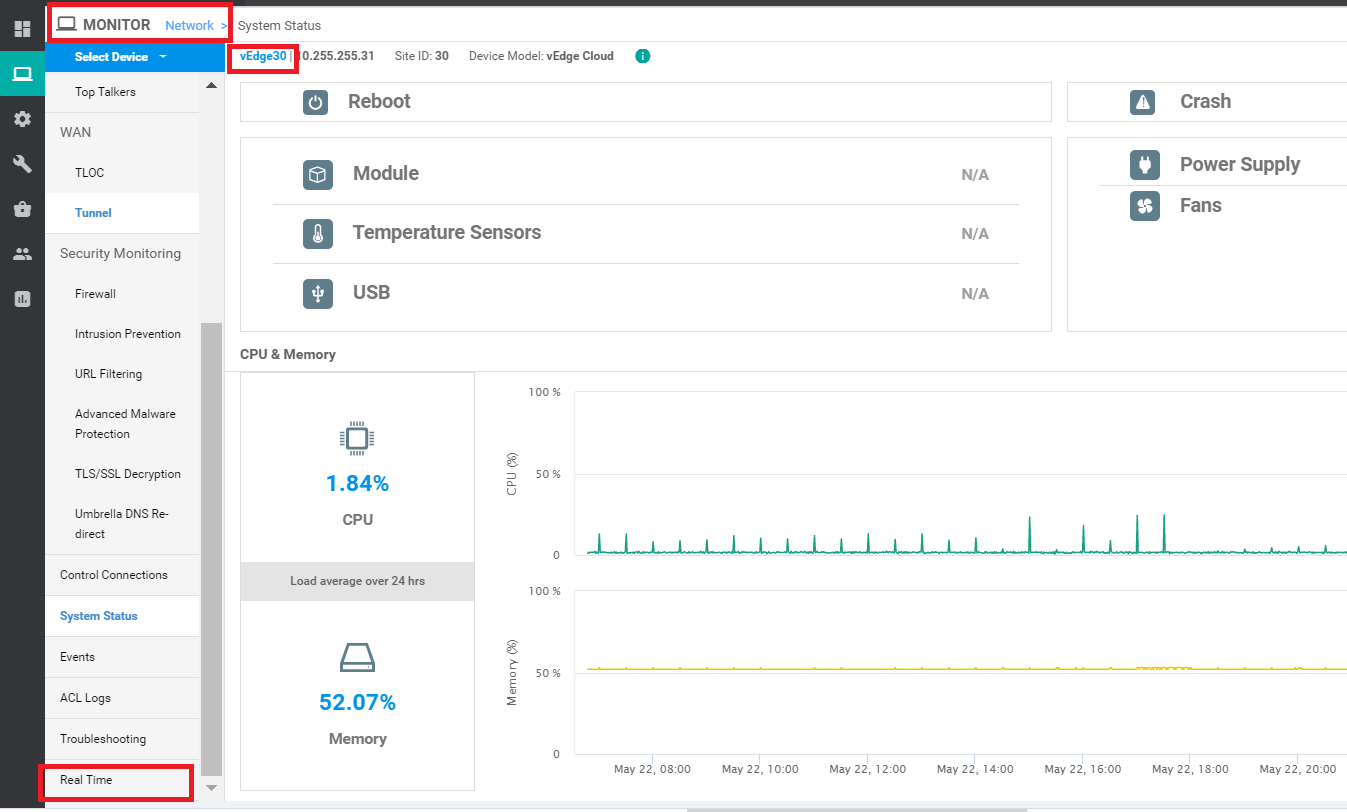 MONITOR Network > System Status
Select Device
vEdge30 | 10.255.255.31 Site ID: 30 Device Model: vEdge Cloud i
Top Talkers
WAN
TLOC
Tunnel
Security Monitoring
Firewall
Intrusion Prevention
URL Filtering
Advanced Malware
Protection
TLS/SSL Decryption
Umbrella DNS Re-
direct
Control Connections
System Status
Events
ACL Logs
Troubleshooting
Real Time
Reboot
Crash
Module N/A
Temperature Sensors N/A
USB N/A
Power Supply
Fans
CPU & Memory
1.84%
CPU
Load average over 24 hrs
52.07%
Memory
100 %
50 %
0
CPU (%)
100 %
50 %
0
Memory (%)
May 22, 08:00 May 22, 10:00 May 22, 12:00 May 22, 14:00 May 22, 16:00 May 22, 18:00 May 22, 20:00